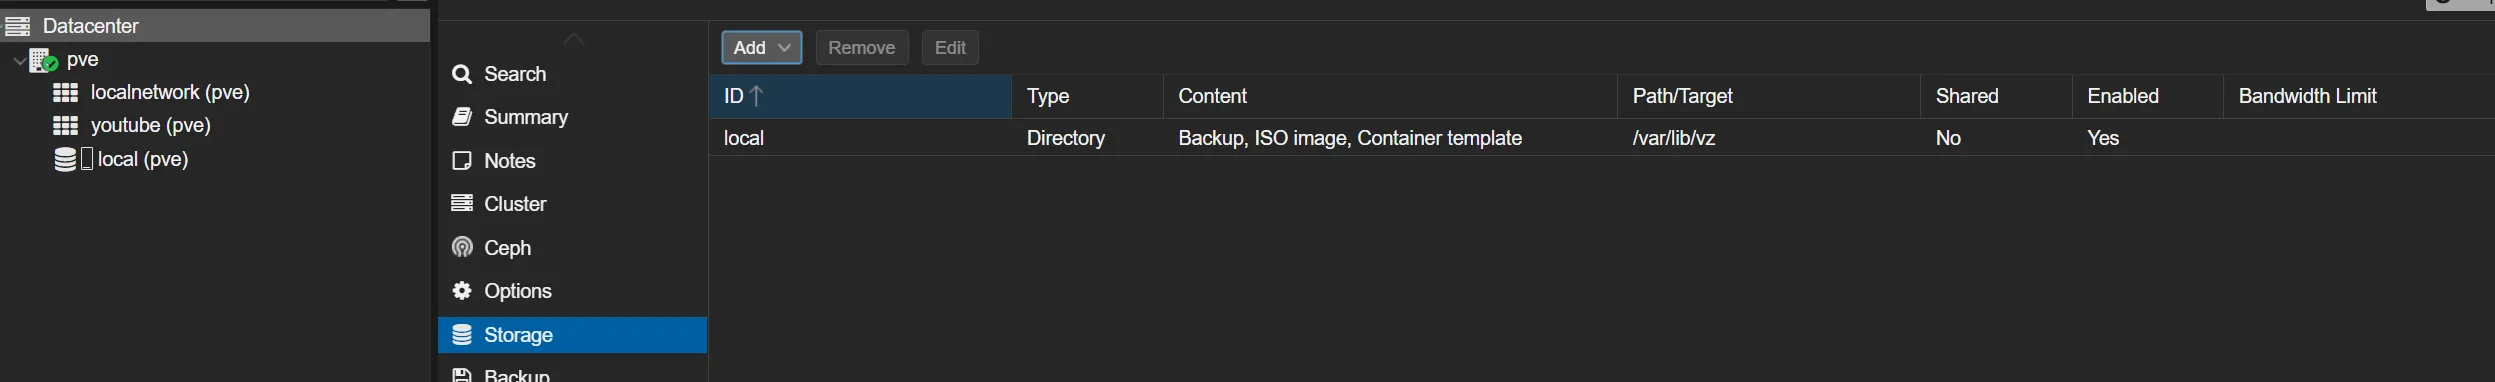 Datacenter
pve
localnetwork (pve)
youtube (pve)
local (pve)
Search
Summary
Notes
Cluster
Ceph
Options
Storage
Backup
Add Remove Edit
ID Type Content Path/Target Shared Enabled Bandwidth Limit
local Directory Backup, ISO image, Container template /var/lib/vz No Yes